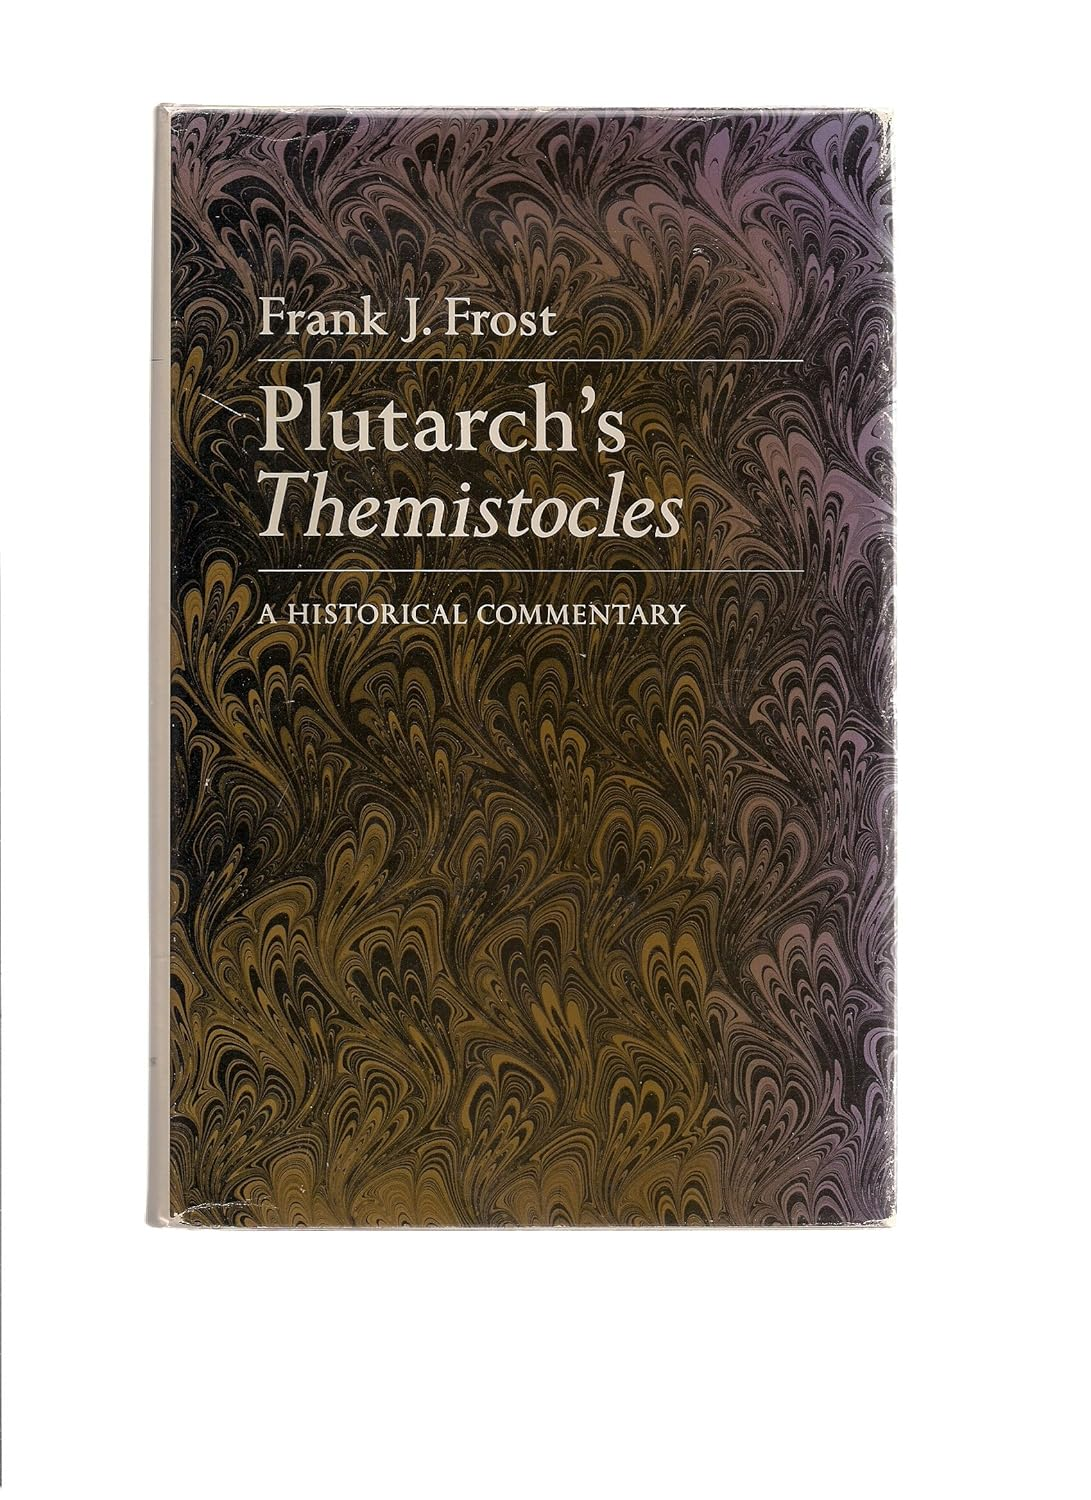 Frank J. Frost
Plutarch's
Themistocles
A HISTORICAL COMMENTARY